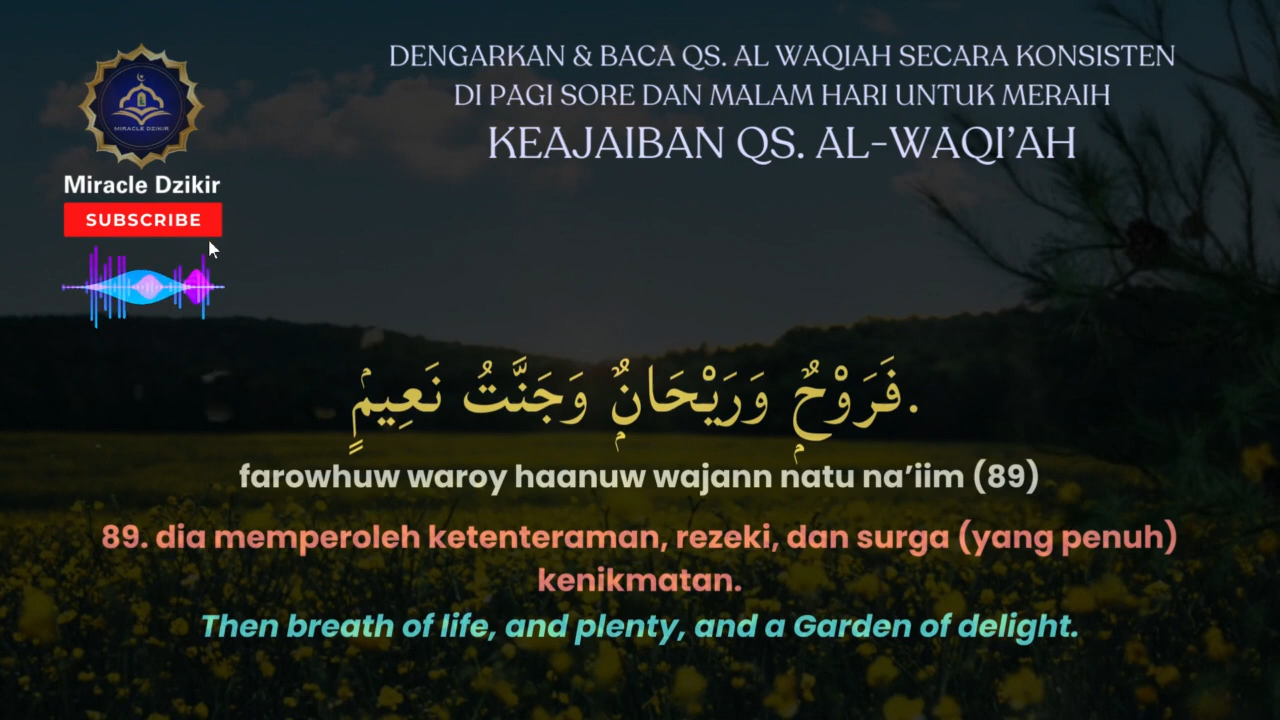 DENGARKAN & BACA QS. AL WAQIAH SECARA KONSISTEN
DI PAGI SORE DAN MALAM HARI UNTUK MERAIH
KEAJAIBAN QS. AL-WAQI’AH
MIRACLE DZIKIR
Miracle Dzikir
SUBSCRIBE
فَرَوْحٌ وَرَيْحَانٌ وَجَنَّتُ نَعِيمٍ.
farowhuw waroy haanuw wajann natu na’iim (89)
89. dia memperoleh ketenteraman, rezeki, dan surga (yang penuh)
kenikmatan.
Then breath of life, and plenty, and a Garden of delight.